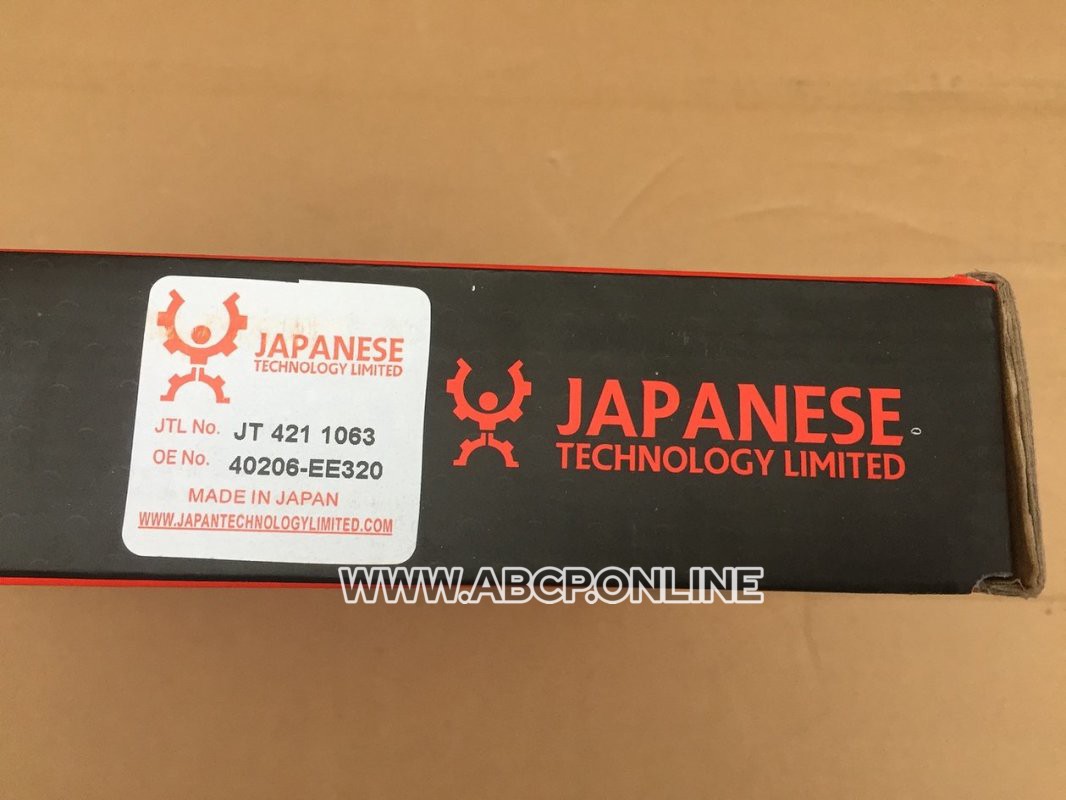 JAPANESE
TECHNOLOGY LIMITED
JTL No. JT 421 1063
OE No. 40206-EE320
MADE IN JAPAN
WWW.JAPANTECHNOLOGYLIMITED.COM
JAPANESE
TECHNOLOGY LIMITED
WWW.ABCP.ONLINE